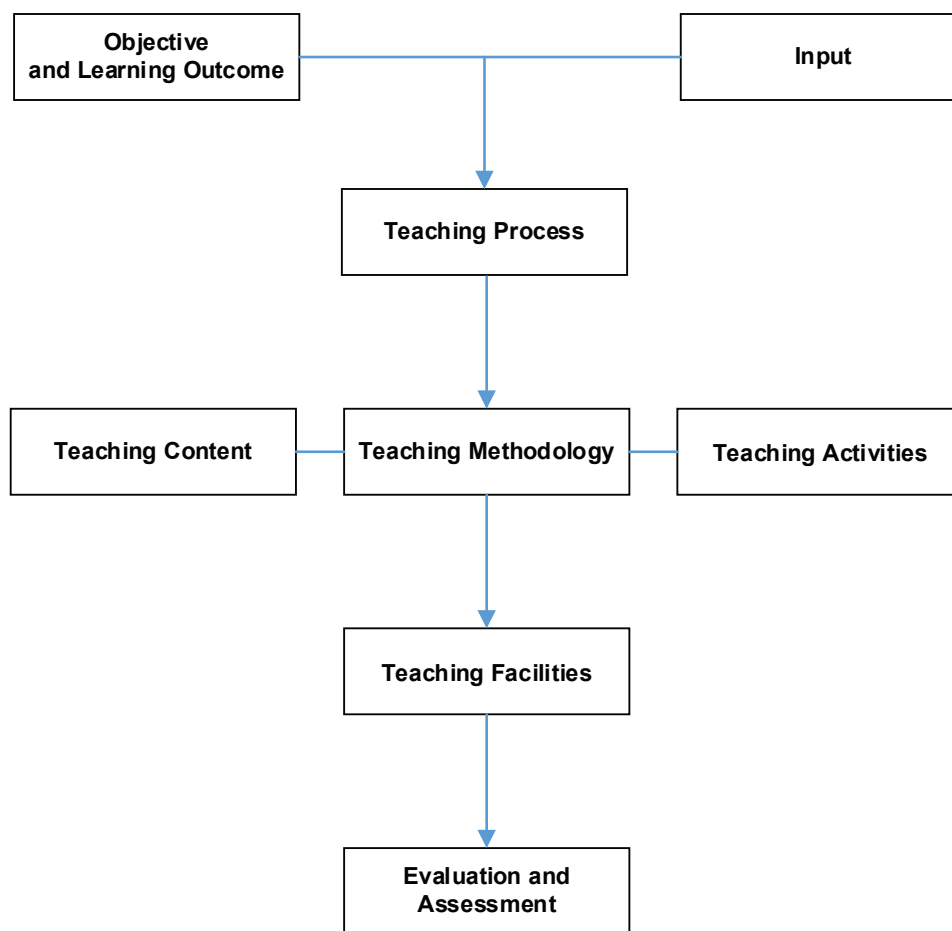 Objective
and Learning Outcome
Input
Teaching Process
Teaching Content
Teaching Methodology
Teaching Activities
Teaching Facilities
Evaluation and
Assessment